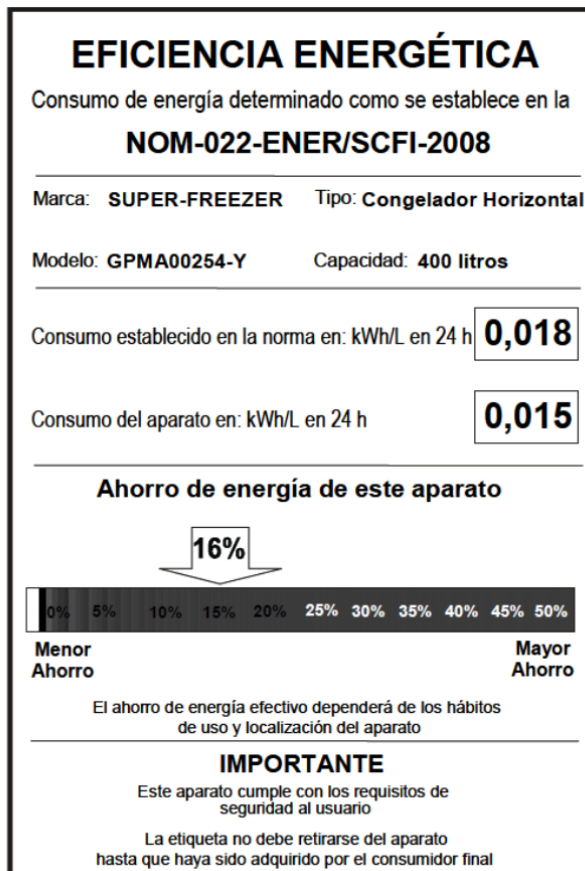 EFICIENCIA ENERGÉTICA
Consumo de energía determinado como se establece en la
NOM-022-ENER/SCFI-2008
Marca: SUPER-FREEZER Tipo: Congelador Horizontal
Modelo: GPMA00254-Y Capacidad: 400 litros
Consumo establecido en la norma en: kWh/L en 24 h 0,018
Consumo del aparato en: kWh/L en 24 h 0,015
Ahorro de energía de este aparato
16%
0% 5% 10% 15% 20% 25% 30% 35% 40% 45% 50%
Menor Mayor
Ahorro Ahorro
El ahorro de energía efectivo dependerá de los hábitos
de uso y localización del aparato
IMPORTANTE
Este aparato cumple con los requisitos de
seguridad al usuario
La etiqueta no debe retirarse del aparato
hasta que haya sido adquirido por el consumidor final